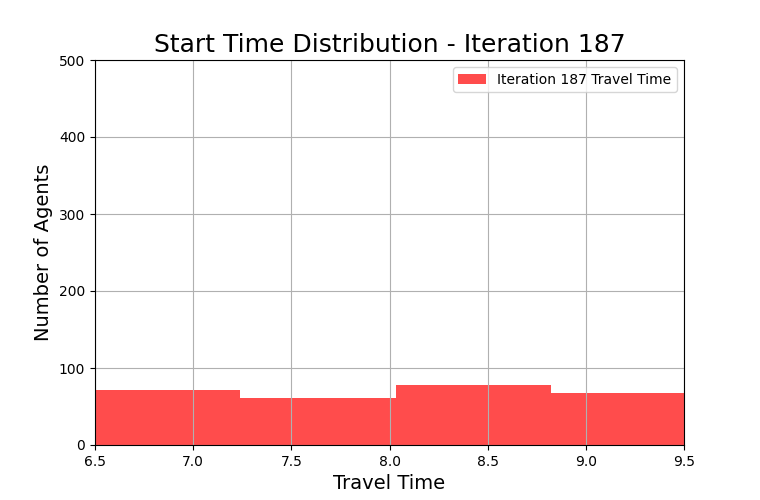 Start Time Distribution - Iteration 187
500
Iteration 187 Travel Time
400
300
200
100
0
Number of Agents
6.5 7.0 7.5 8.0 8.5 9.0 9.5
Travel Time